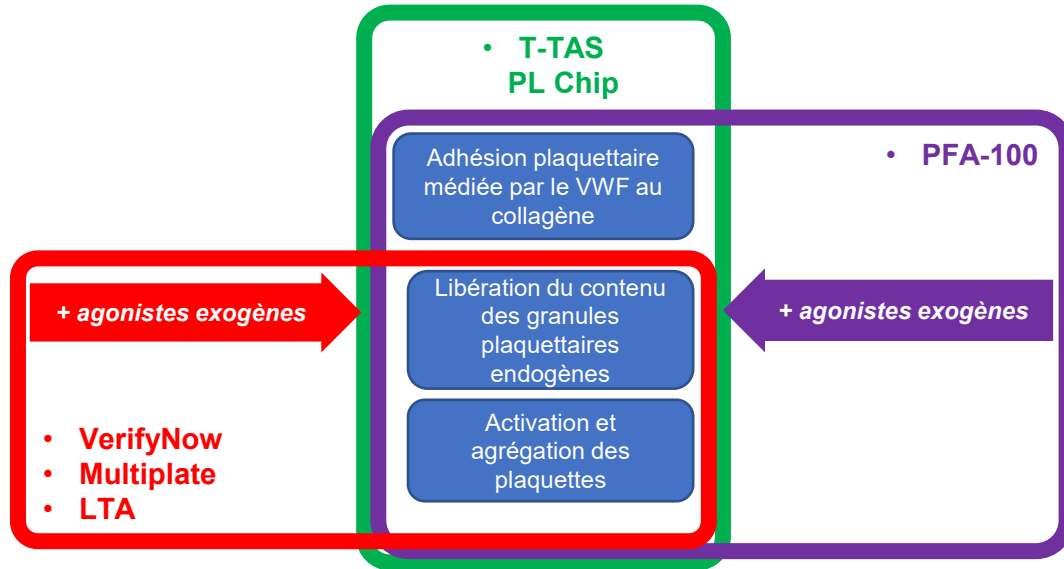 • T-TAS
PL Chip
Adhésion plaquettaire
médiée par le VWF au
collagène
• PFA-100
+ agonistes exogènes
Libération du contenu
des granules
plaquettaires
endogènes
+ agonistes exogènes
Activation et
agrégation des
plaquettes
• VerifyNow
• Multiplate
• LTA